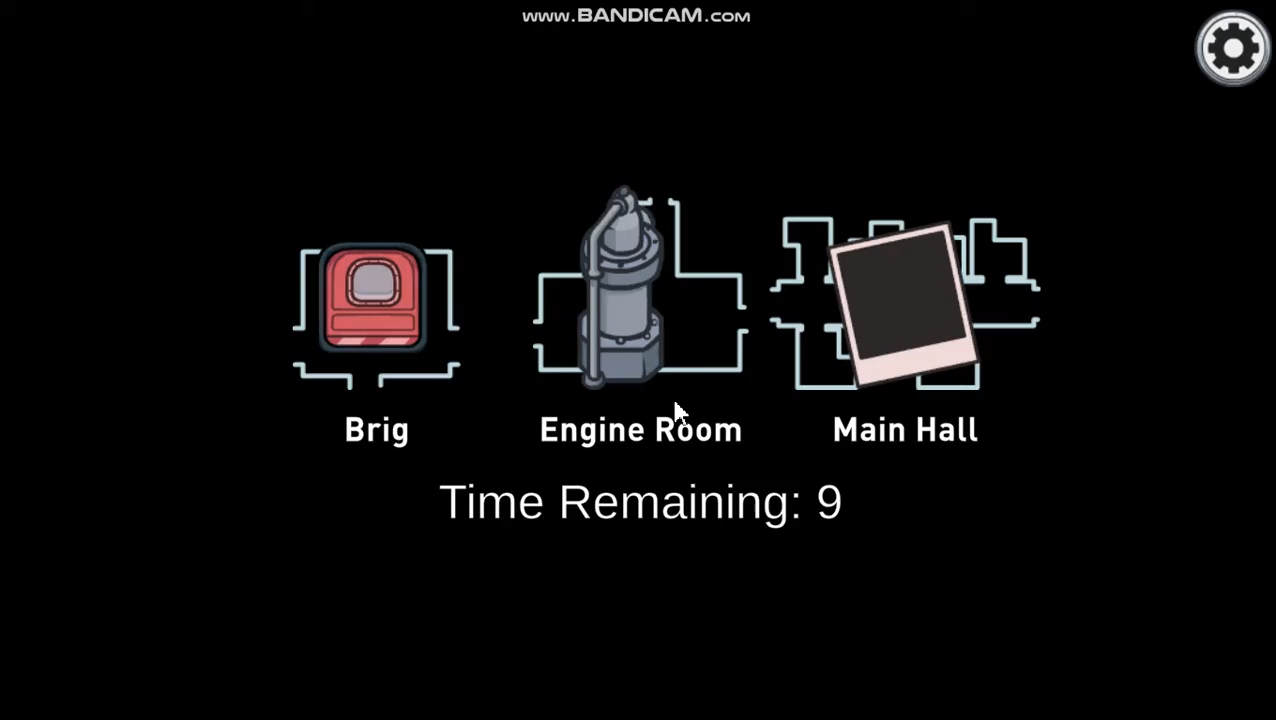 www.BANDICAM.com
Brig
Engine Room
Main Hall
Time Remaining: 9